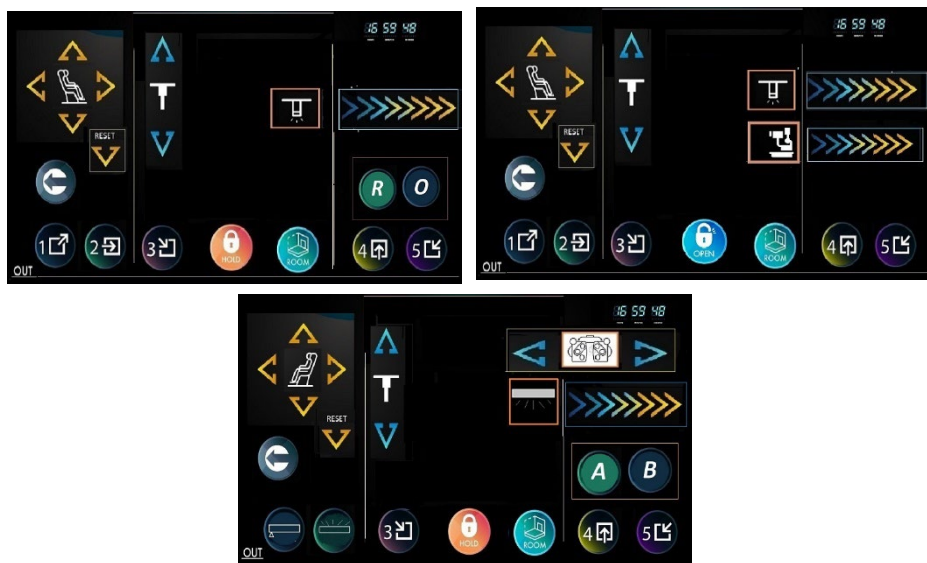 16 59 48
RESET
R O
1 2 3 HOLD ROOM 4 5
OUT
16 59 48
RESET
1 2 3 OPEN ROOM 4 5
OUT
16 59 48
RESET
A B
3 HOLD ROOM 4 5
OUT